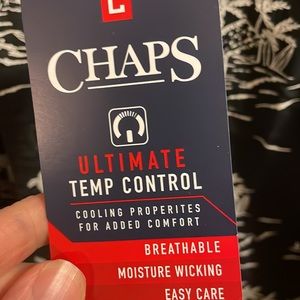 CHAPS
ULTIMATE
TEMP CONTROL
COOLING PROPERITES
FOR ADDED COMFORT
BREATHABLE
MOISTURE WICKING
EASY CARE